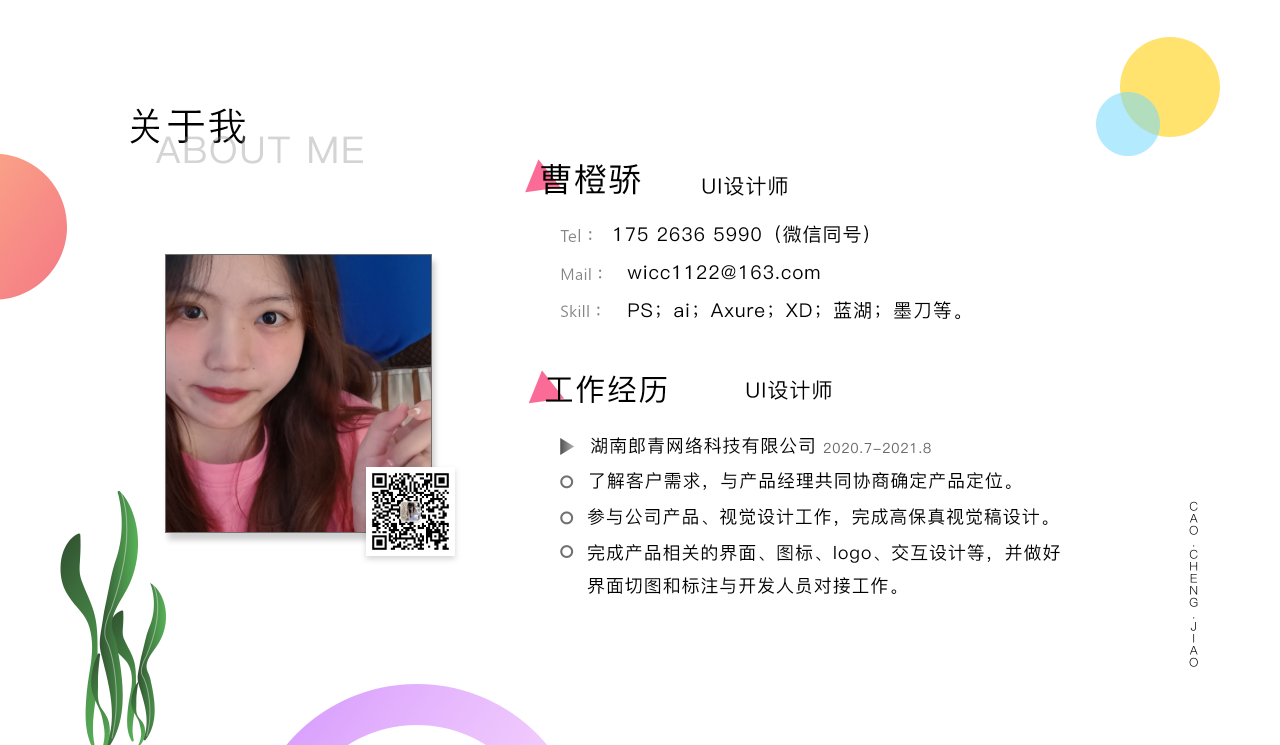 关于我
ABOUT ME
曹橙骄 UI设计师
Tel： 175 2636 5990（微信同号）
Mail： wicc1122@163.com
Skill： PS；ai；Axure；XD；蓝湖；墨刀等。
工作经历 UI设计师
湖南郎青网络科技有限公司 2020.7-2021.8
了解客户需求，与产品经理共同协商确定产品定位。
参与公司产品、视觉设计工作，完成高保真视觉稿设计。
完成产品相关的界面、图标、logo、交互设计等，并做好
界面切图和标注与开发人员对接工作。
CAO·CHENG·JIAO